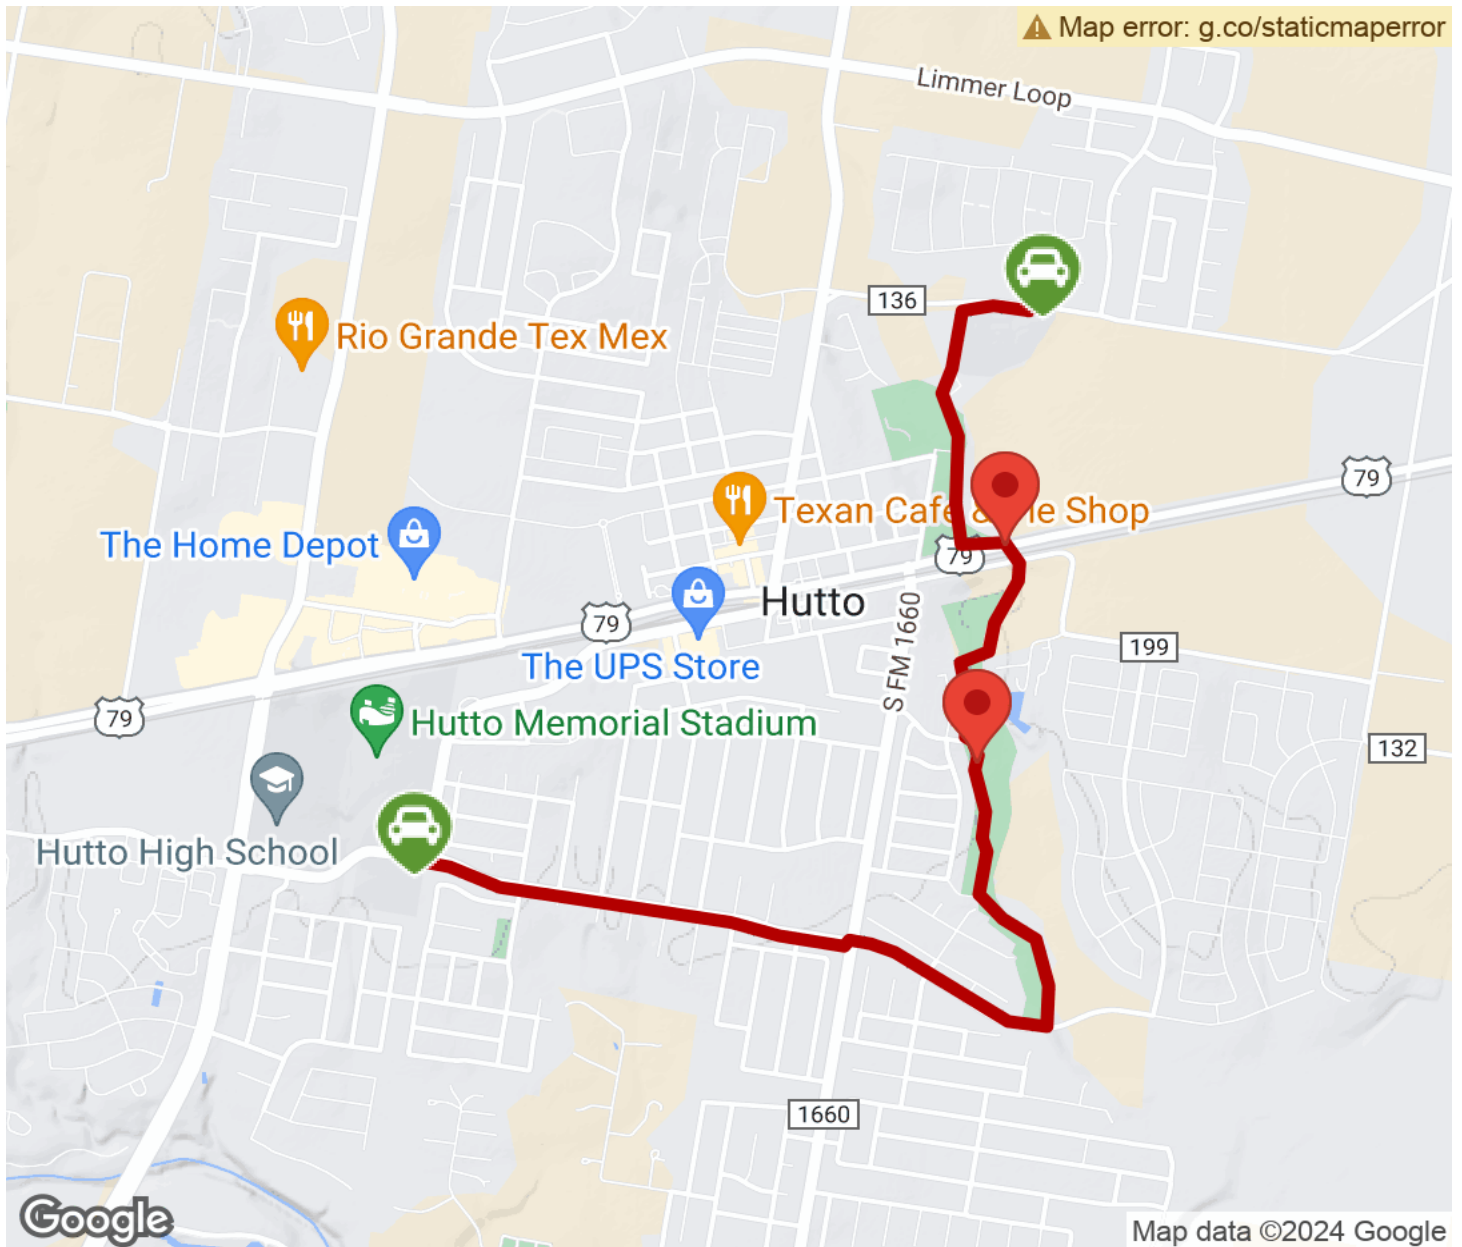 Map error: g.co/staticmaperror
Limmer Loop
136
Rio Grande Tex Mex
79
Texan Cafe & Pie Shop
The Home Depot
79
Hutto
79
S FM 1660
199
The UPS Store
79
Hutto Memorial Stadium
132
Hutto High School
1660
Google
Map data ©2024 Google